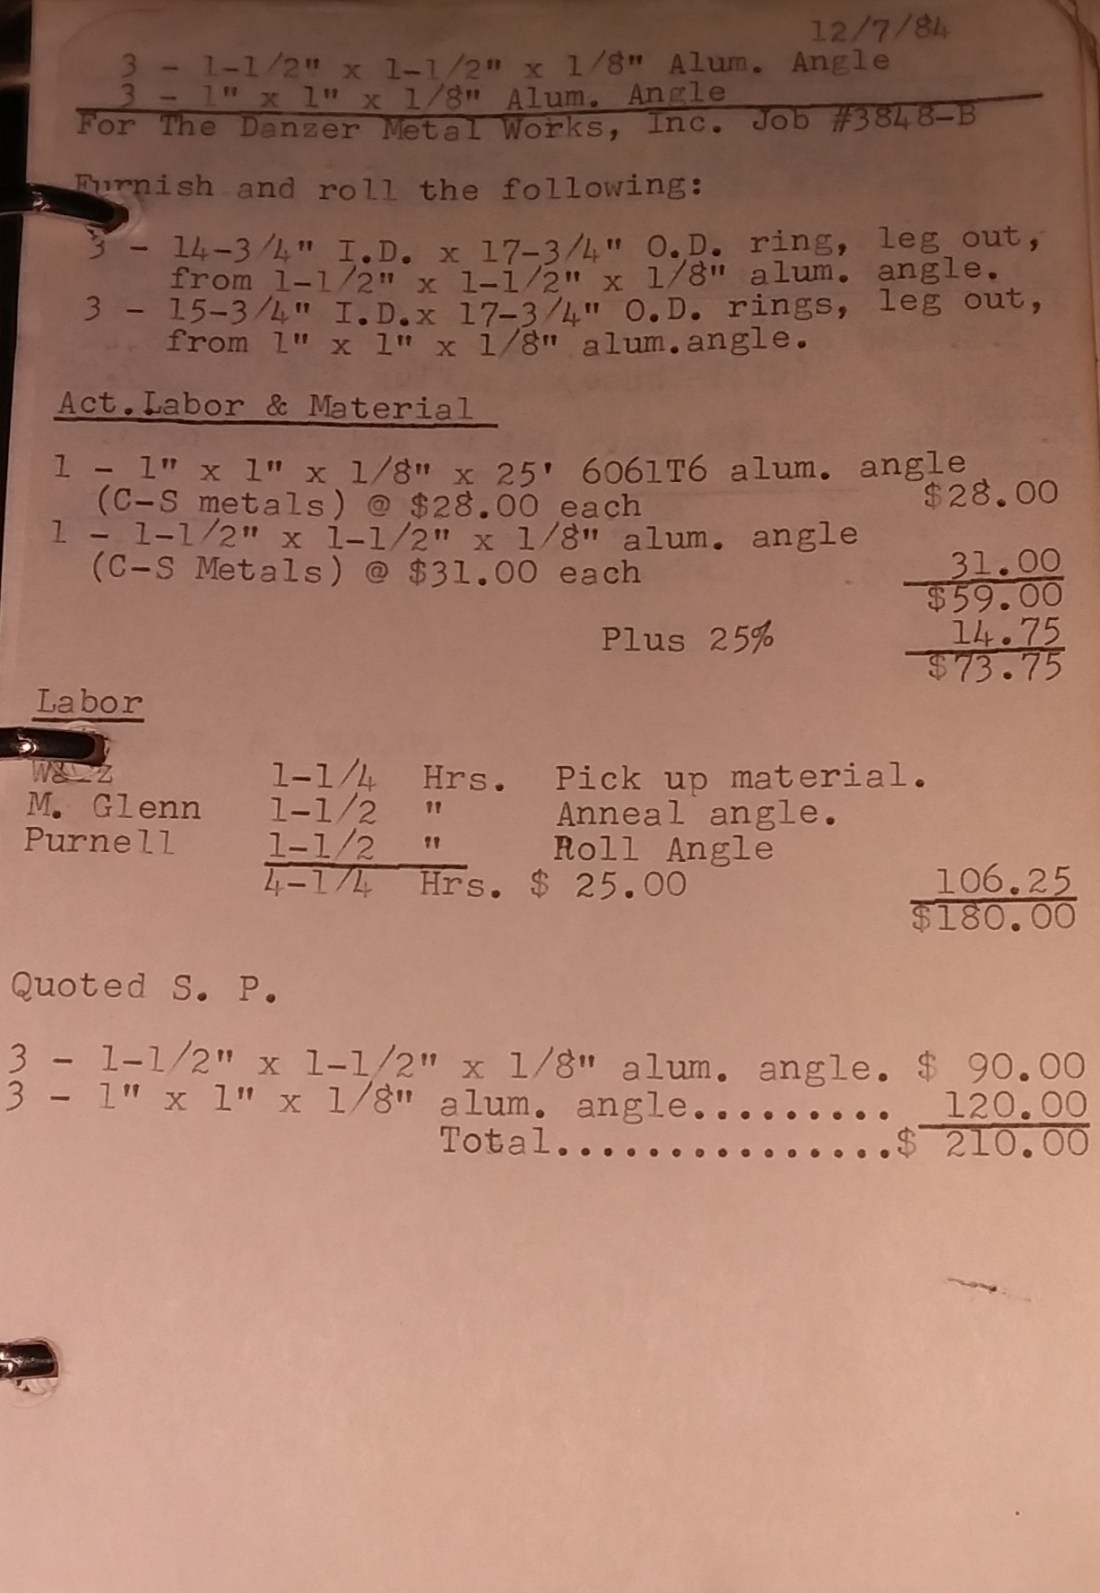 12/7/84
3 - 1-1/2" x 1-1/2" x 1/8" Alum. Angle
3 - 1" x 1" x 1/8" Alum. Angle
For The Danzer Metal Works, Inc. Job #3848-B
Furnish and roll the following:
3 - 14-3/4" I.D. x 17-3/4" O.D. ring, leg out,
from 1-1/2" x 1-1/2" x 1/8" alum. angle.
3 - 15-3/4" I.D.x 17-3/4" O.D. rings, leg out,
from 1" x 1" x 1/8" alum.angle.
Act.Labor & Material
1 - 1" x 1" x 1/8" x 25' 6061T6 alum. angle
(C-S metals) @ $28.00 each $28.00
1 - 1-1/2" x 1-1/2" x 1/8" alum. angle
(C-S Metals) @ $31.00 each 31.00
$59.00
Plus 25% 14.75
$73.75
Labor
1-1/4 Hrs. Pick up material.
M. Glenn 1-1/2 " Anneal angle.
Purnell 1-1/2 " Roll Angle
4-1/4 Hrs. $ 25.00 106.25
$180.00
Quoted S. P.
3 - 1-1/2" x 1-1/2" x 1/8" alum. angle. $ 90.00
3 - 1" x 1" x 1/8" alum. angle......... 120.00
Total...............$ 210.00